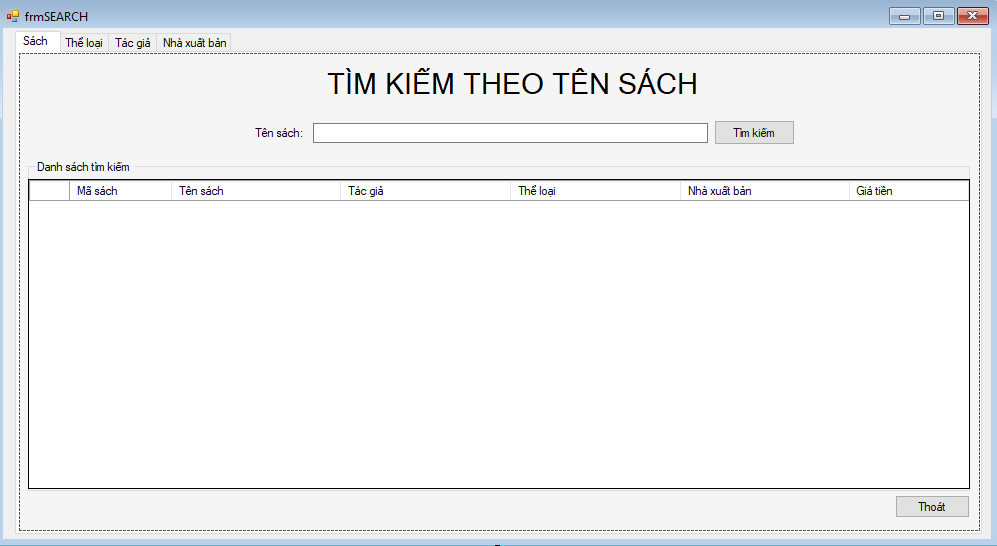 frmSEARCH
Sách Thể loại Tác giả Nhà xuất bản
TÌM KIẾM THEO TÊN SÁCH
Tên sách: Tìm kiếm
Danh sách tìm kiếm
Mã sách Tên sách Tác giả Thể loại Nhà xuất bản Giá tiền
Thoát